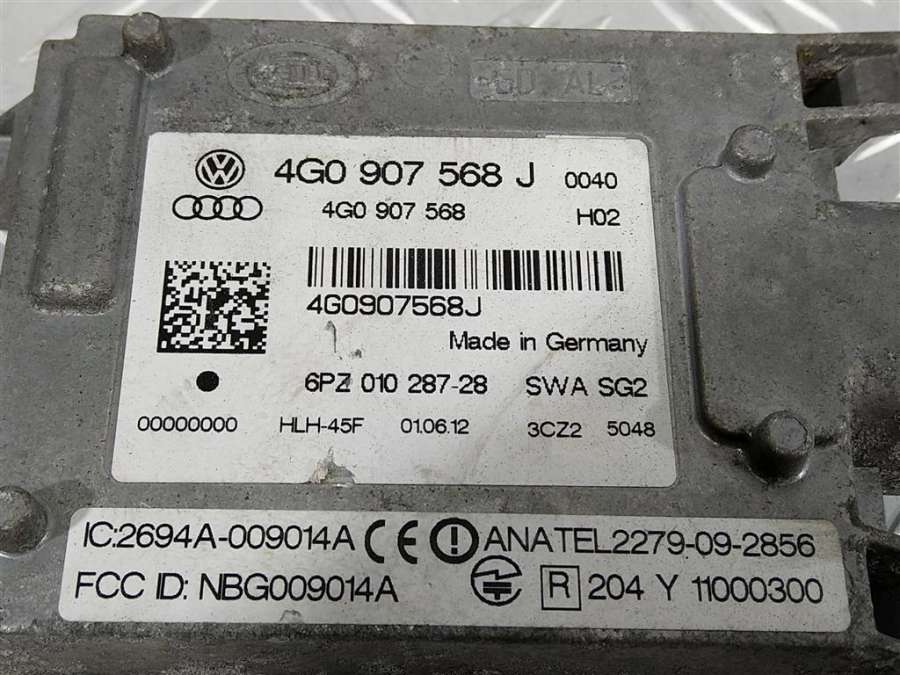 4G0 907 568 J 0040
4G0 907 568 H02
4G0907568J
Made in Germany
6PZ 010 287-28 SWA SG2
00000000 HLH-45F 01.06.12 3CZ2 5048
IC:2694A-009014A CE ANATEL2279-09-2856
FCC ID: NBG009014A R 204 Y 11000300